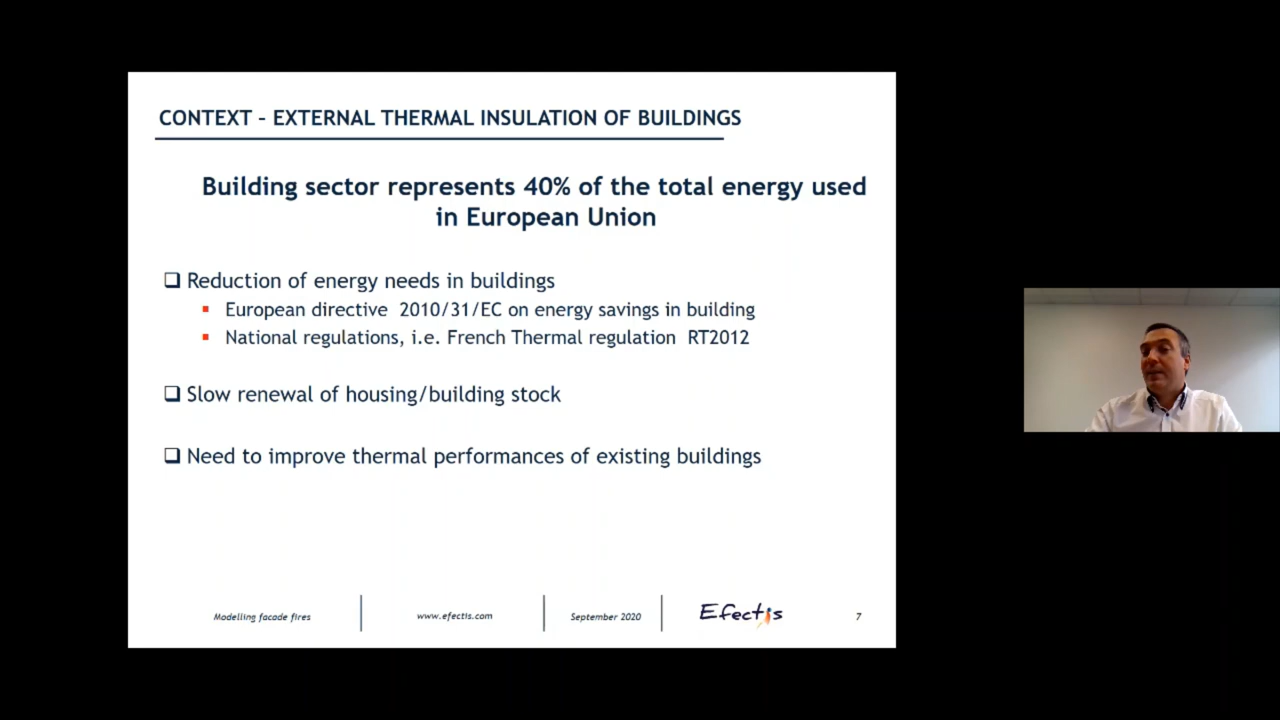 CONTEXT – EXTERNAL THERMAL INSULATION OF BUILDINGS
Building sector represents 40% of the total energy used
in European Union
❑ Reduction of energy needs in buildings
▪ European directive 2010/31/EC on energy savings in building
▪ National regulations, i.e. French Thermal regulation RT2012
❑ Slow renewal of housing/building stock
❑ Need to improve thermal performances of existing buildings
Modelling facade fires
www.efectis.com
September 2020
Efectis
7